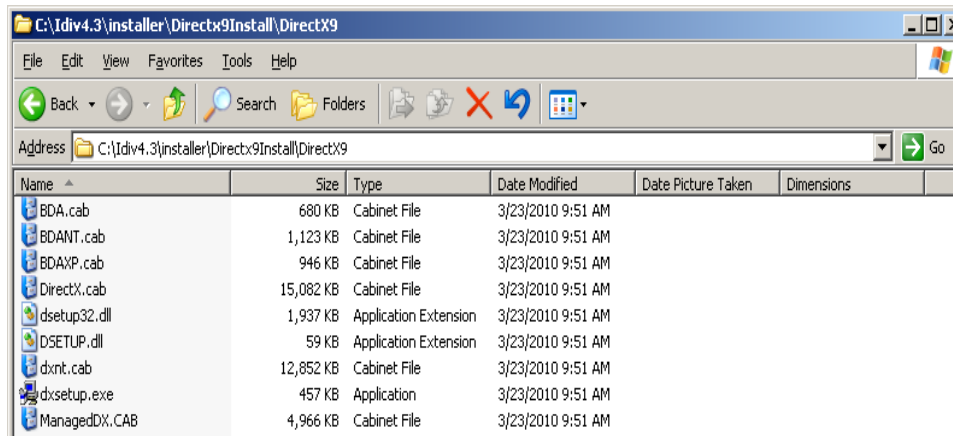 C:\Idiv4.3\installer\Directx9Install\DirectX9
File Edit View Favorites Tools Help
Back Search Folders
Address C:\Idiv4.3\installer\Directx9Install\DirectX9 Go
Name Size Type Date Modified Date Picture Taken Dimensions
BDA.cab 680 KB Cabinet File 3/23/2010 9:51 AM
BDANT.cab 1,123 KB Cabinet File 3/23/2010 9:51 AM
BDAXP.cab 946 KB Cabinet File 3/23/2010 9:51 AM
DirectX.cab 15,082 KB Cabinet File 3/23/2010 9:51 AM
dsetup32.dll 1,937 KB Application Extension 3/23/2010 9:51 AM
DSETUP.dll 59 KB Application Extension 3/23/2010 9:51 AM
dxnt.cab 12,852 KB Cabinet File 3/23/2010 9:51 AM
dxsetup.exe 457 KB Application 3/23/2010 9:51 AM
ManagedDX.CAB 4,966 KB Cabinet File 3/23/2010 9:51 AM